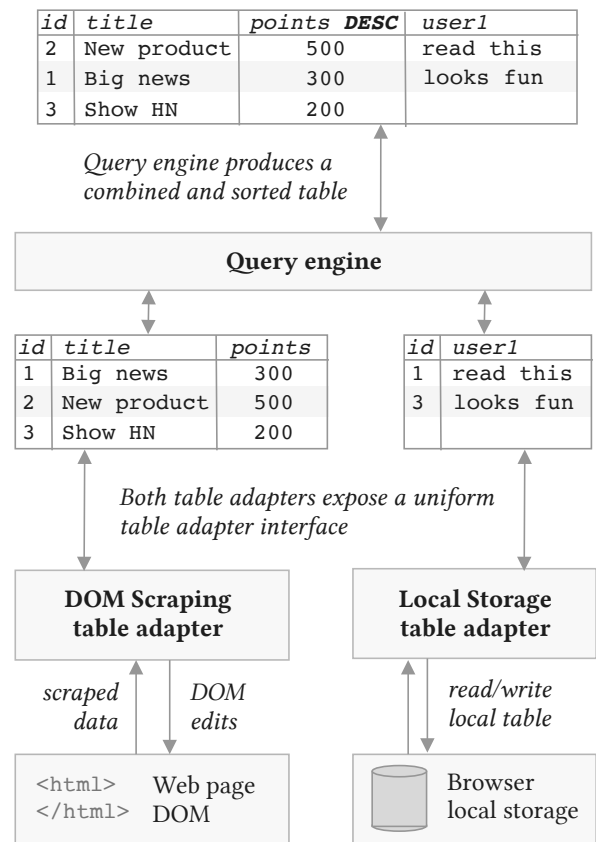 id title points DESC user1
2 New product 500 read this
1 Big news 300 looks fun
3 Show HN 200
Query engine produces a
combined and sorted table
Query engine
id title points
1 Big news 300
2 New product 500
3 Show HN 200
id user1
1 read this
3 looks fun
Both table adapters expose a uniform
table adapter interface
DOM Scraping
table adapter
Local Storage
table adapter
scraped
data
DOM
edits
read/write
local table
<html> Web page
</html> DOM
Browser
local storage